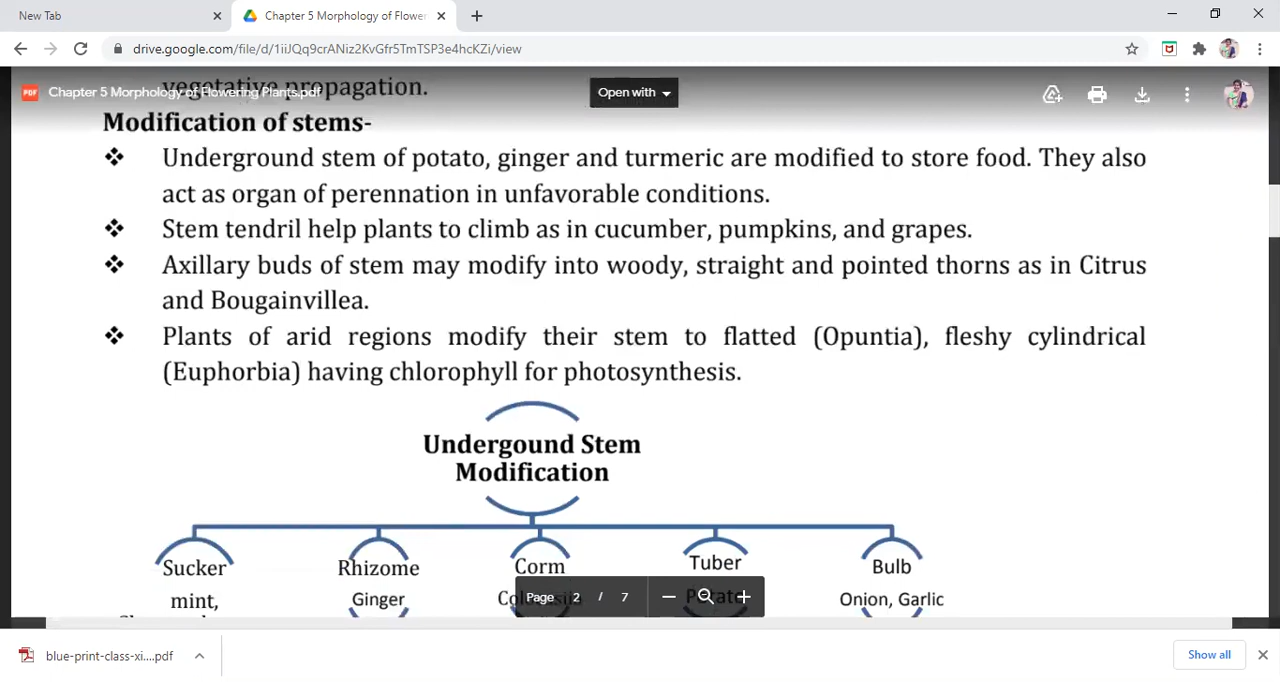 New Tab
Chapter 5 Morphology of Flower
drive.google.com/file/d/1iiJQq9crANiz2KvGfr5TmTSP3e4hcKZi/view
vegetative propagation.
PDF
Chapter 5 Morphology of Flowering Plants.pdf
Open with
Modification of stems-
❖ Underground stem of potato, ginger and turmeric are modified to store food. They also
act as organ of perennation in unfavorable conditions.
❖ Stem tendril help plants to climb as in cucumber, pumpkins, and grapes.
❖ Axillary buds of stem may modify into woody, straight and pointed thorns as in Citrus
and Bougainvillea.
❖ Plants of arid regions modify their stem to flatted (Opuntia), fleshy cylindrical
(Euphorbia) having chlorophyll for photosynthesis.
Undergound Stem
Modification
Sucker
Rhizome
Corm
Tuber
Bulb
mint,
Ginger
Potato
Onion, Garlic
Page 2 / 7
blue-print-class-xi....pdf
Show all